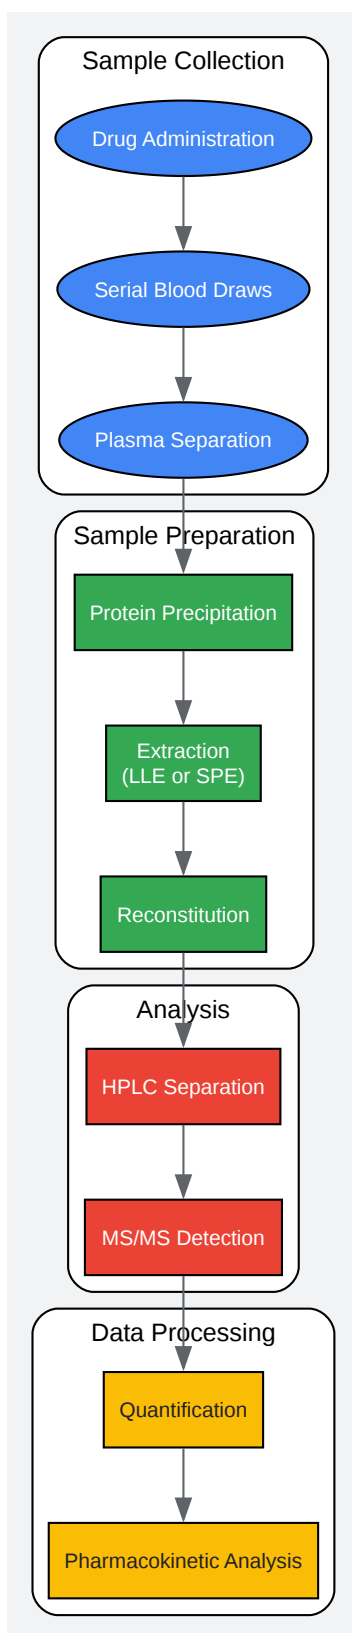 Sample Collection
Drug Administration
Serial Blood Draws
Plasma Separation
Sample Preparation
Protein Precipitation
Extraction
(LLE or SPE)
Reconstitution
Analysis
HPLC Separation
MS/MS Detection
Data Processing
Quantification
Pharmacokinetic Analysis